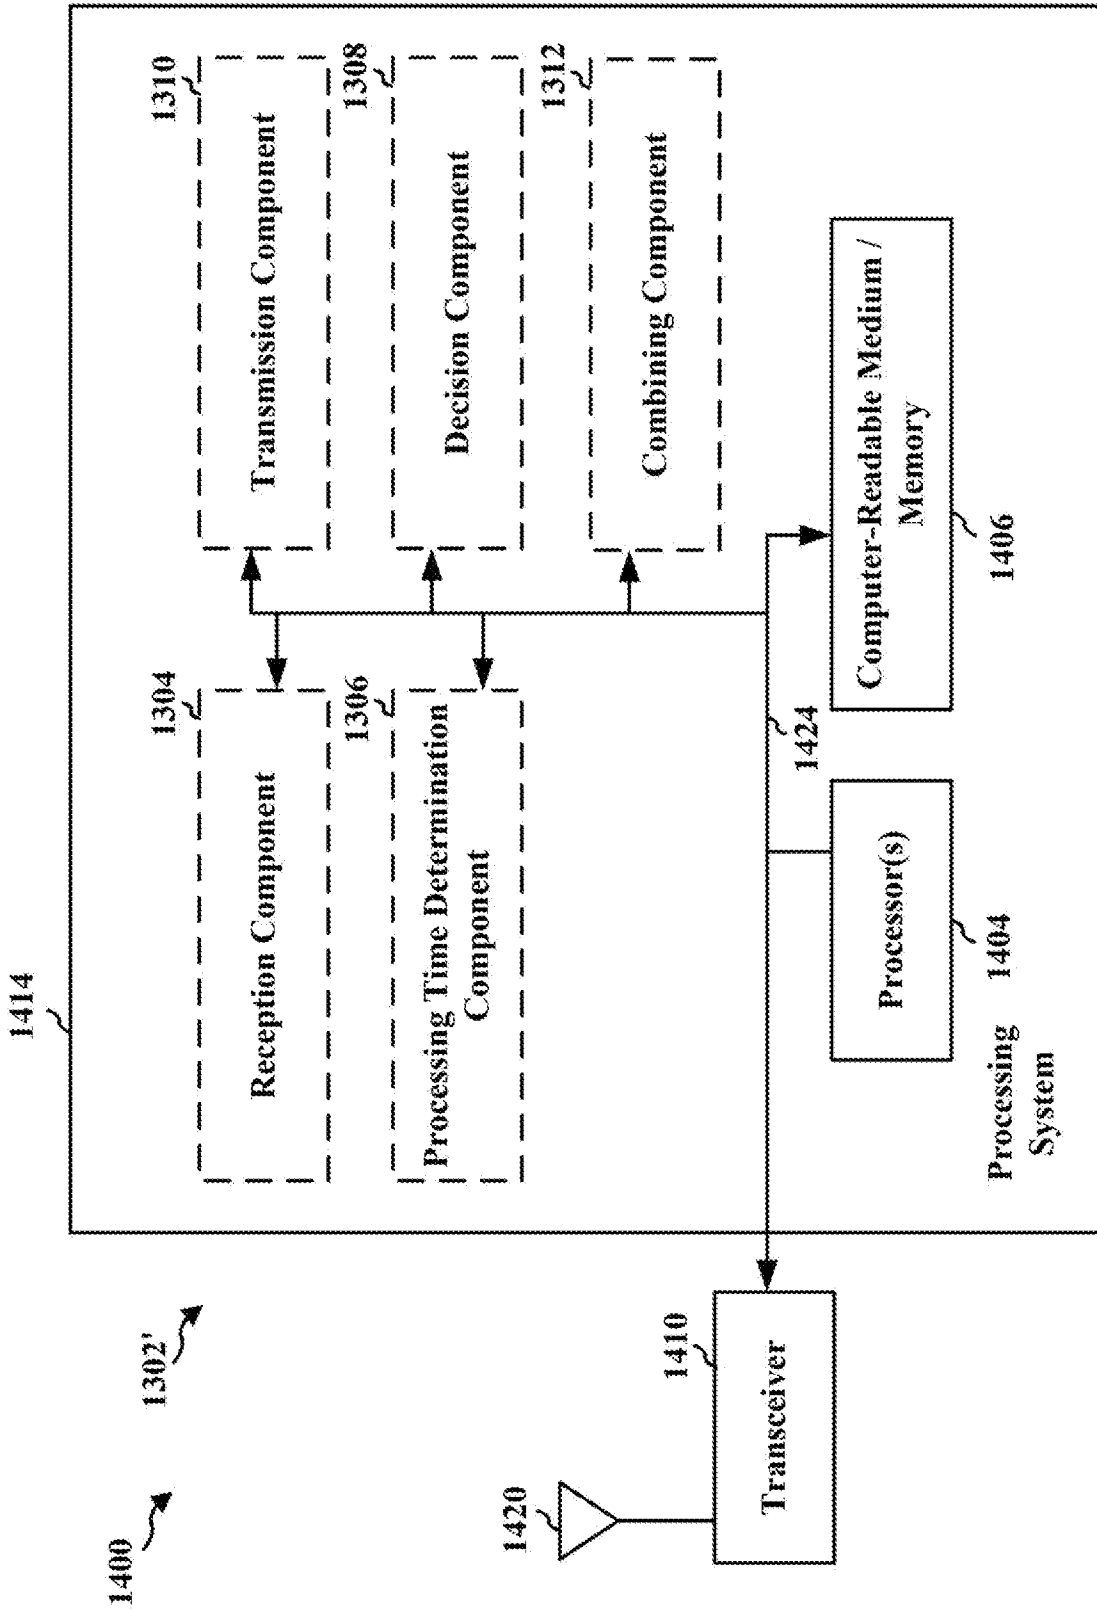 1400
1302'
1414
1420
1410
Transceiver
1304
Reception Component
1310
Transmission Component
1306
Processing Time Determination
Component
1308
Decision Component
1312
Combining Component
1424
Processor(s)
1404
Computer-Readable Medium /
Memory
1406
Processing
System